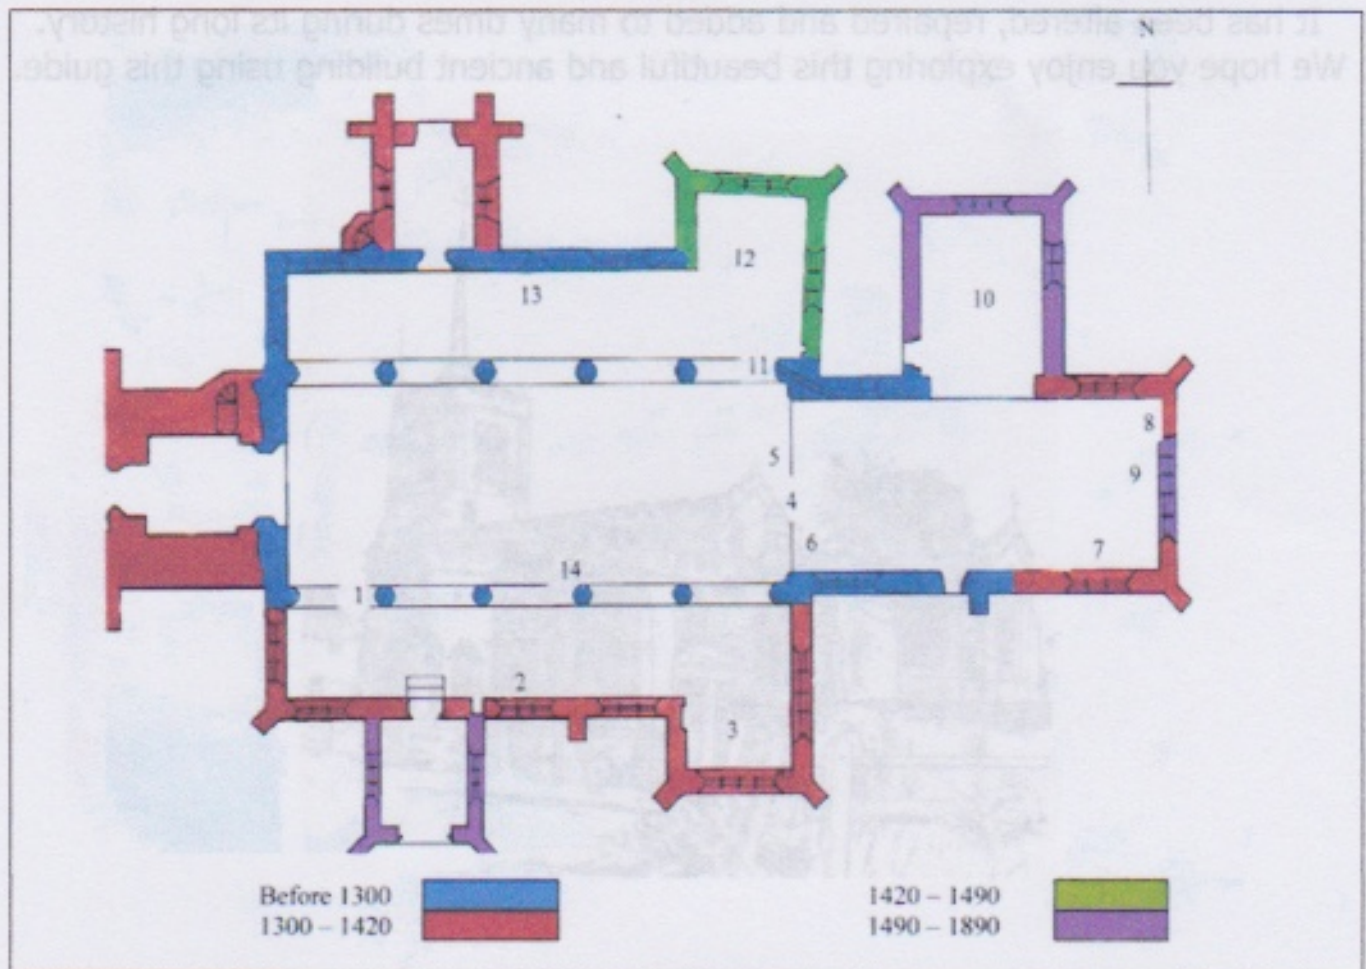 It has been altered, repaired and added to many times during its long history.
We hope you enjoy exploring this beautiful and ancient building using this guide.
N
12
10
13
11
8
5
9
4
6
7
14
1
2
3
Before 1300
1300 – 1420
1420 – 1490
1490 – 1890